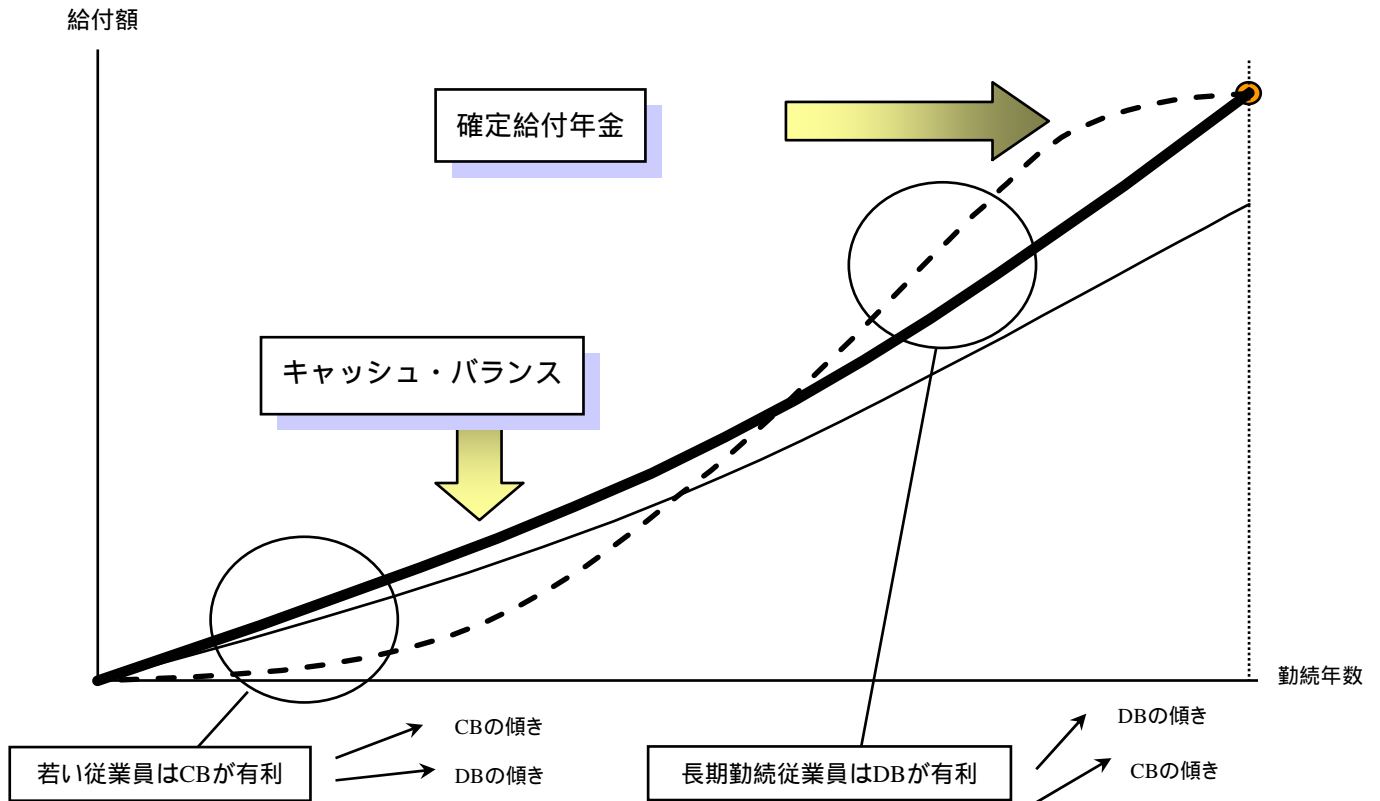 給付額
確定給付年金
キャッシュ・バランス
勤続年数
若い従業員はCBが有利
CBの傾き
DBの傾き
長期勤続従業員はDBが有利
DBの傾き
CBの傾き